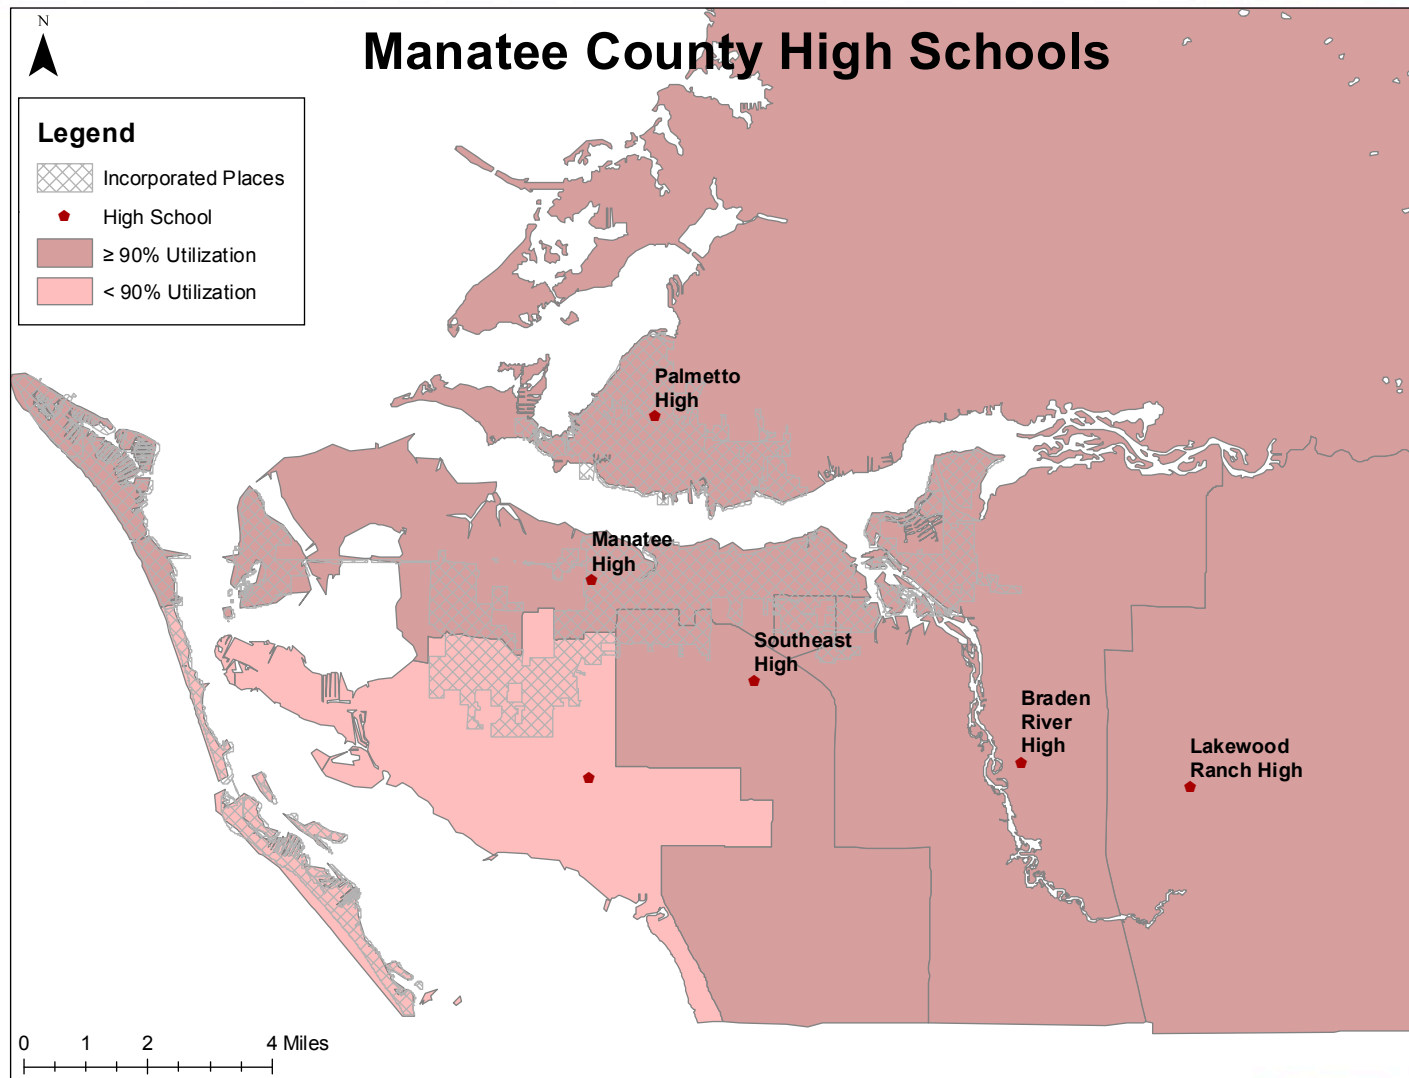 Manatee County High Schools
N
Legend
Incorporated Places
High School
≥ 90% Utilization
< 90% Utilization
Palmetto
High
Manatee
High
Southeast
High
Braden
River
High
Lakewood
Ranch High
0 1 2 4 Miles